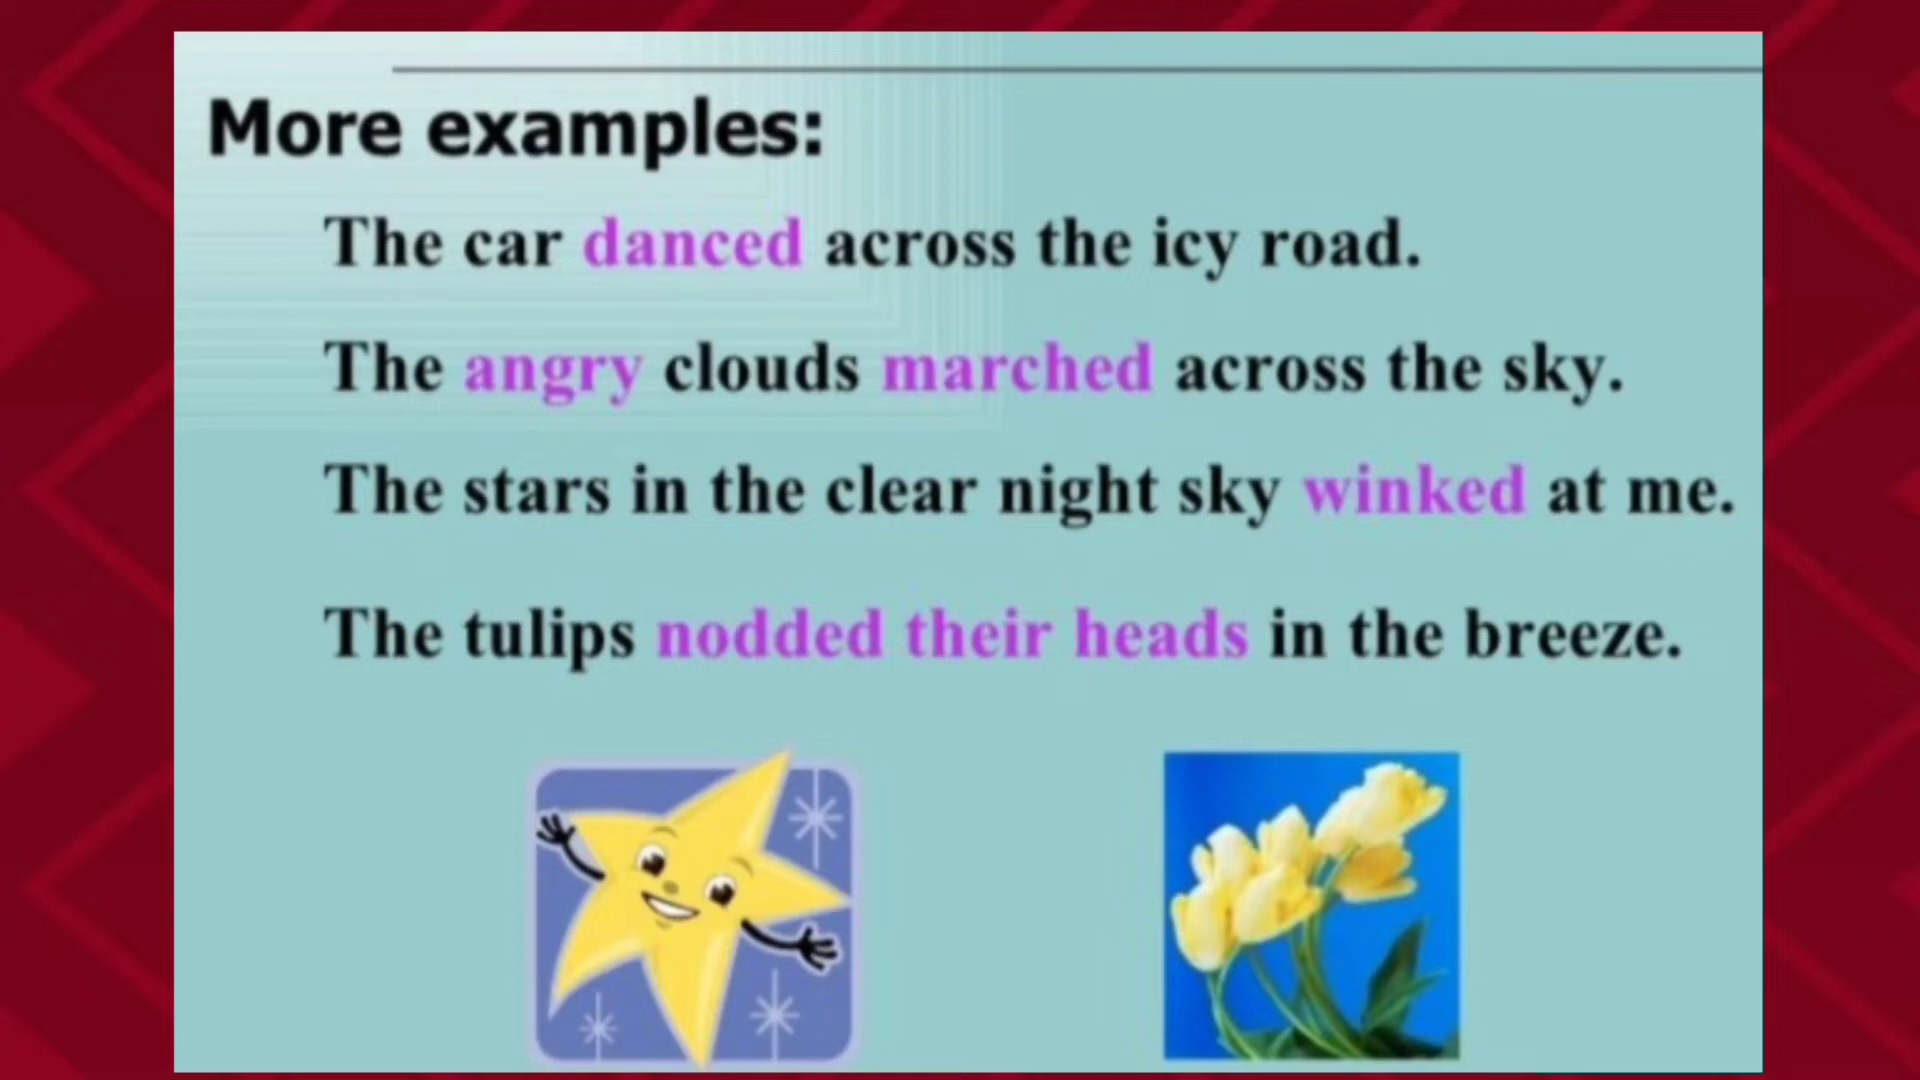 More examples:
The car danced across the icy road.
The angry clouds marched across the sky.
The stars in the clear night sky winked at me.
The tulips nodded their heads in the breeze.